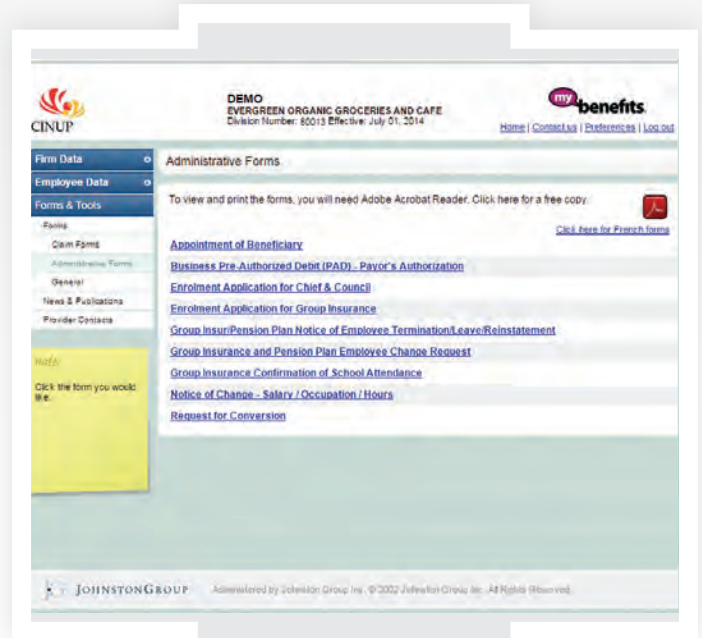 CINUP
DEMO
EVERGREEN ORGANIC GROCERIES AND CAFE
Division Number: 60013 Effective: July 01, 2014
my benefits
Home | Contact us | Preferences | Log out
Firm Data
Employee Data
Forms & Tools
Forms
Claim Forms
Administrative Forms
General
News & Publications
Provider Contacts
note:
Click the form you would
like.
Administrative Forms
To view and print the forms, you will need Adobe Acrobat Reader. Click here for a free copy.
Click here for French forms
Appointment of Beneficiary
Business Pre-Authorized Debit (PAD) - Payor's Authorization
Enrolment Application for Chief & Council
Enrolment Application for Group Insurance
Group Insur/Pension Plan Notice of Employee Termination/Leave/Reinstatement
Group Insurance and Pension Plan Employee Change Request
Group Insurance Confirmation of School Attendance
Notice of Change - Salary / Occupation / Hours
Request for Conversion
JOHNSTONGROUP
Administered by Johnston Group Inc. © 2002 Johnston Group Inc. All Rights Reserved.